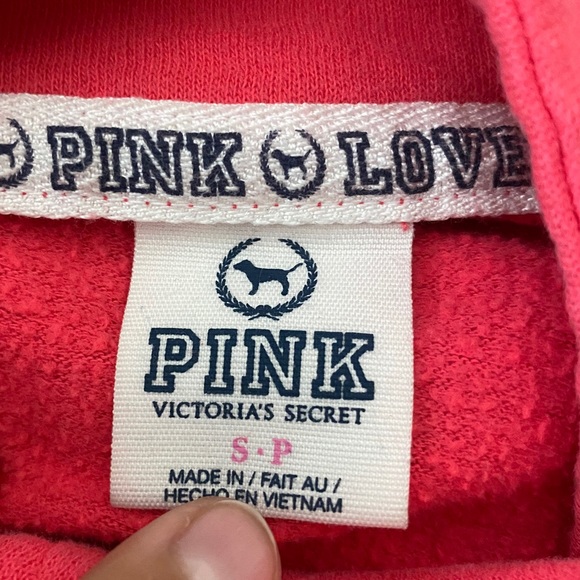 PINK LOVE
PINK
VICTORIA'S SECRET
S·P
MADE IN / FAIT AU /
HECHO EN VIETNAM